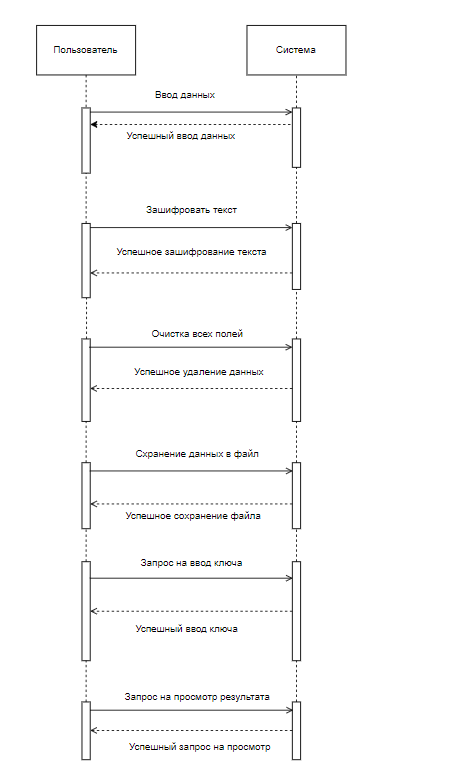 Пользователь
Система
Ввод данных
Успешный ввод данных
Зашифровать текст
Успешное зашифрование текста
Очистка всех полей
Успешное удаление данных
Схранение данных в файл
Успешное сохранение файла
Запрос на ввод ключа
Успешный ввод ключа
Запрос на просмотр результата
Успешный запрос на просмотр